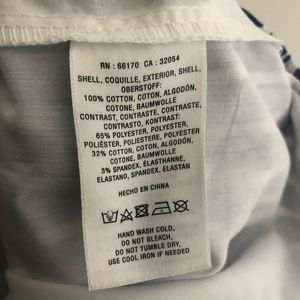 RN : 66170 CA : 32054
SHELL, COQUILLE, EXTERIOR, SHELL,
OBERSTOFF:
100% COTTON, COTON, ALGODÓN,
COTONE, BAUMWOLLE
CONTRAST, CONTRASTE, CONTRASTE,
CONTRASTO, KONTRAST:
65% POLYESTER, POLYESTER,
POLIÉSTER, POLIESTERE, POLYESTER
32% COTTON, COTON, ALGODÓN,
COTONE, BAUMWOLLE
3% SPANDEX, ÉLASTHANNE,
ELASTANO, SPANDEX, ELASTAN
HECHO EN CHINA
HAND WASH COLD,
DO NOT BLEACH,
DO NOT TUMBLE DRY,
USE COOL IRON IF NEEDED